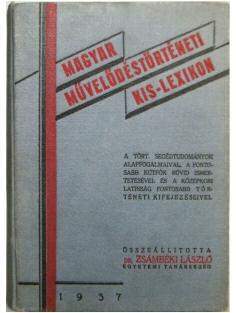 MAGYAR
MŰVELŐDÉSTÖRTÉNETI
KIS-LEXIKON
A TÖRT. SEGÉDTUDOMÁNYOK
ALAPFOGALMAIVAL, A FONTO-
SABB KÚTFŐK RÖVID ISMER-
TETÉSÉVEL ÉS A KÖZÉPKORI
LATINSÁG FONTOSABB TÖR-
TÉNETI KIFEJEZÉSEIVEL
ÖSSZEÁLLÍTOTTA
DR. ZSÁMBÉKI LÁSZLÓ
EGYETEMI TANÁRSEGÉD
1937